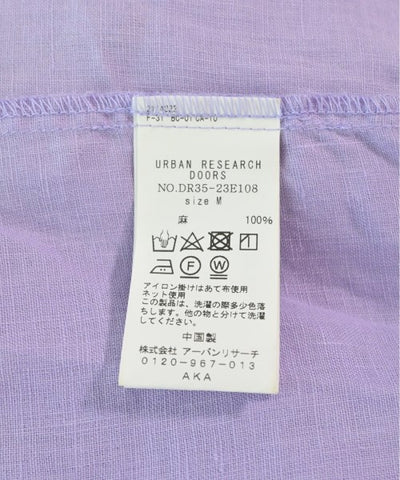 URBAN RESEARCH
DOORS
NO.DR35-23E108
size M
麻 100%
アイロン掛けはあて布使用
ネット使用
この製品は、洗濯の際多少色落
ちします。他の物と分けて洗濯
してください。
中国製
株式会社 アーバンリサーチ
0120-967-013
AKA